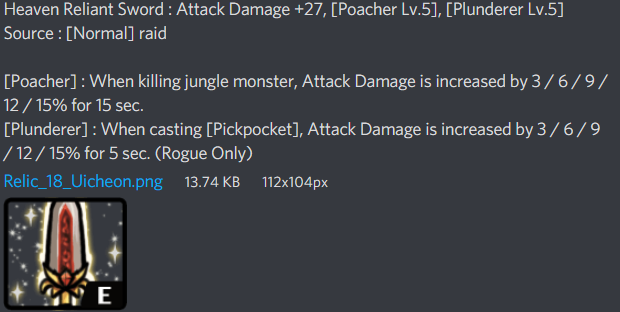 Heaven Reliant Sword : Attack Damage +27, [Poacher Lv.5], [Plunderer Lv.5]
Source : [Normal] raid
[Poacher] : When killing jungle monster, Attack Damage is increased by 3 / 6 / 9 /
12 / 15% for 15 sec.
[Plunderer] : When casting [Pickpocket], Attack Damage is increased by 3 / 6 / 9
/ 12 / 15% for 5 sec. (Rogue Only)
Relic_18_Uicheon.png 13.74 KB 112x104px
E